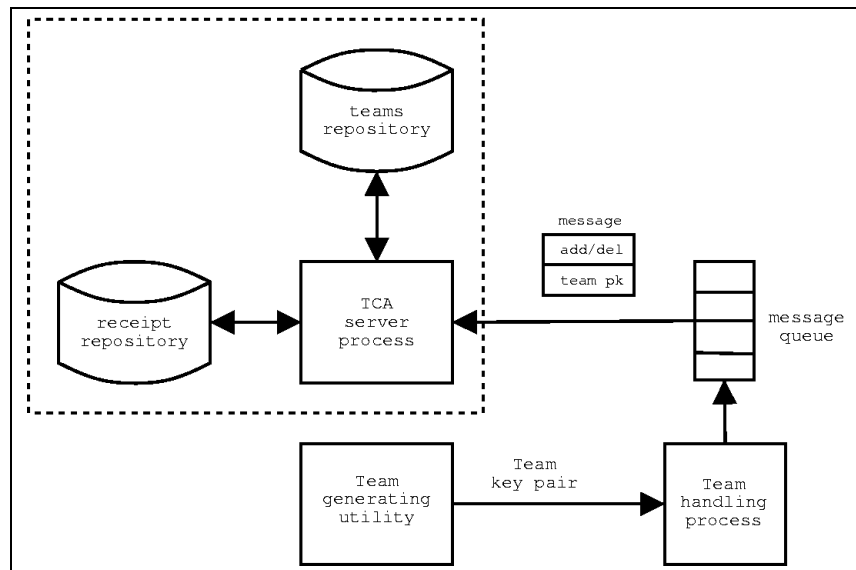 teams
repository
message
add/del
team pk
TCA
server
process
receipt
repository
message
queue
Team
generating
utility
Team
key pair
Team
handling
process